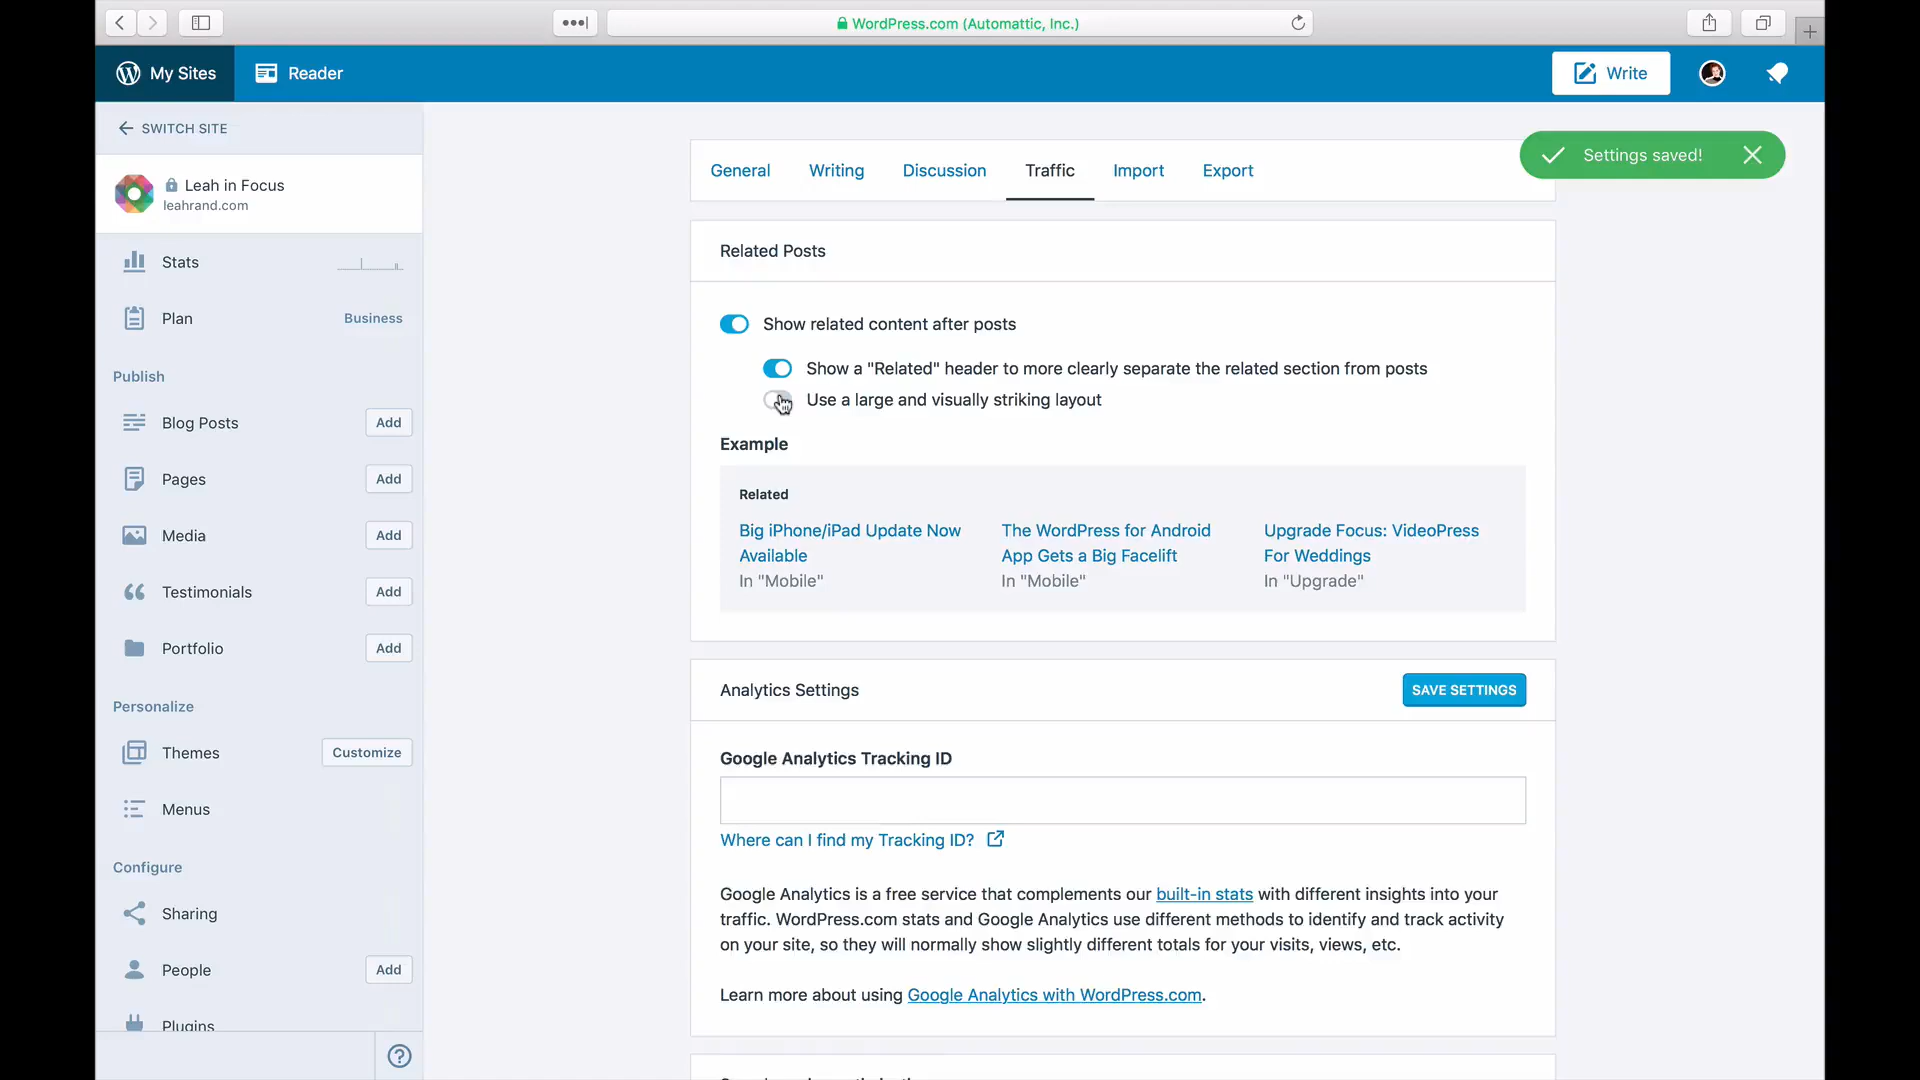 WordPress.com (Automattic, Inc.)
My Sites
Reader
Write
SWITCH SITE
Leah in Focus
leahrand.com
Stats
Plan
Business
Publish
Blog Posts
Add
Pages
Add
Media
Add
Testimonials
Add
Portfolio
Add
Personalize
Themes
Customize
Menus
Configure
Sharing
People
Add
Plugins
General
Writing
Discussion
Traffic
Import
Export
Settings saved!
Related Posts
Show related content after posts
Show a "Related" header to more clearly separate the related section from posts
Use a large and visually striking layout
Example
Related
Big iPhone/iPad Update Now
Available
In "Mobile"
The WordPress for Android
App Gets a Big Facelift
In "Mobile"
Upgrade Focus: VideoPress
For Weddings
In "Upgrade"
Analytics Settings
SAVE SETTINGS
Google Analytics Tracking ID
Where can I find my Tracking ID?
Google Analytics is a free service that complements our built-in stats with different insights into your
traffic. WordPress.com stats and Google Analytics use different methods to identify and track activity
on your site, so they will normally show slightly different totals for your visits, views, etc.
Learn more about using Google Analytics with WordPress.com.